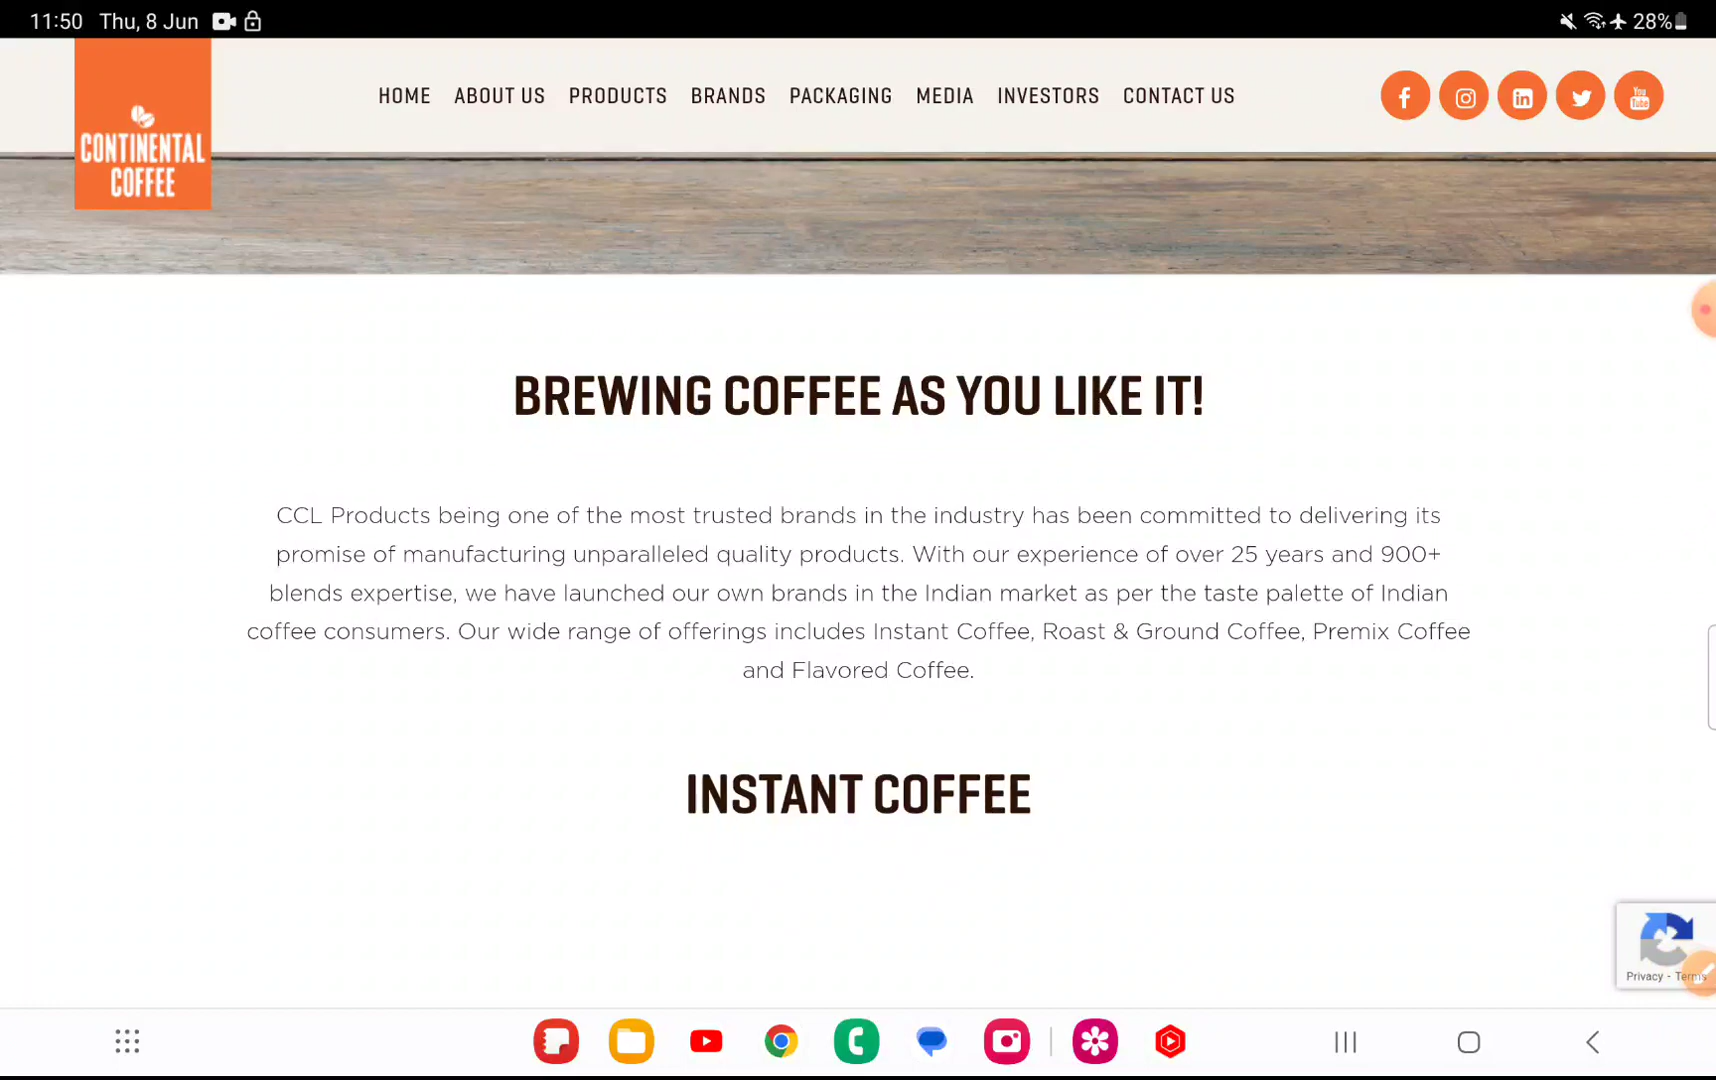 11:50 Thu, 8 Jun 28%
CONTINENTAL
COFFEE
HOME ABOUT US PRODUCTS BRANDS PACKAGING MEDIA INVESTORS CONTACT US
You
Tube
BREWING COFFEE AS YOU LIKE IT!
CCL Products being one of the most trusted brands in the industry has been committed to delivering its
promise of manufacturing unparalleled quality products. With our experience of over 25 years and 900+
blends expertise, we have launched our own brands in the Indian market as per the taste palette of Indian
coffee consumers. Our wide range of offerings includes Instant Coffee, Roast & Ground Coffee, Premix Coffee
and Flavored Coffee.
INSTANT COFFEE
Privacy - Terms